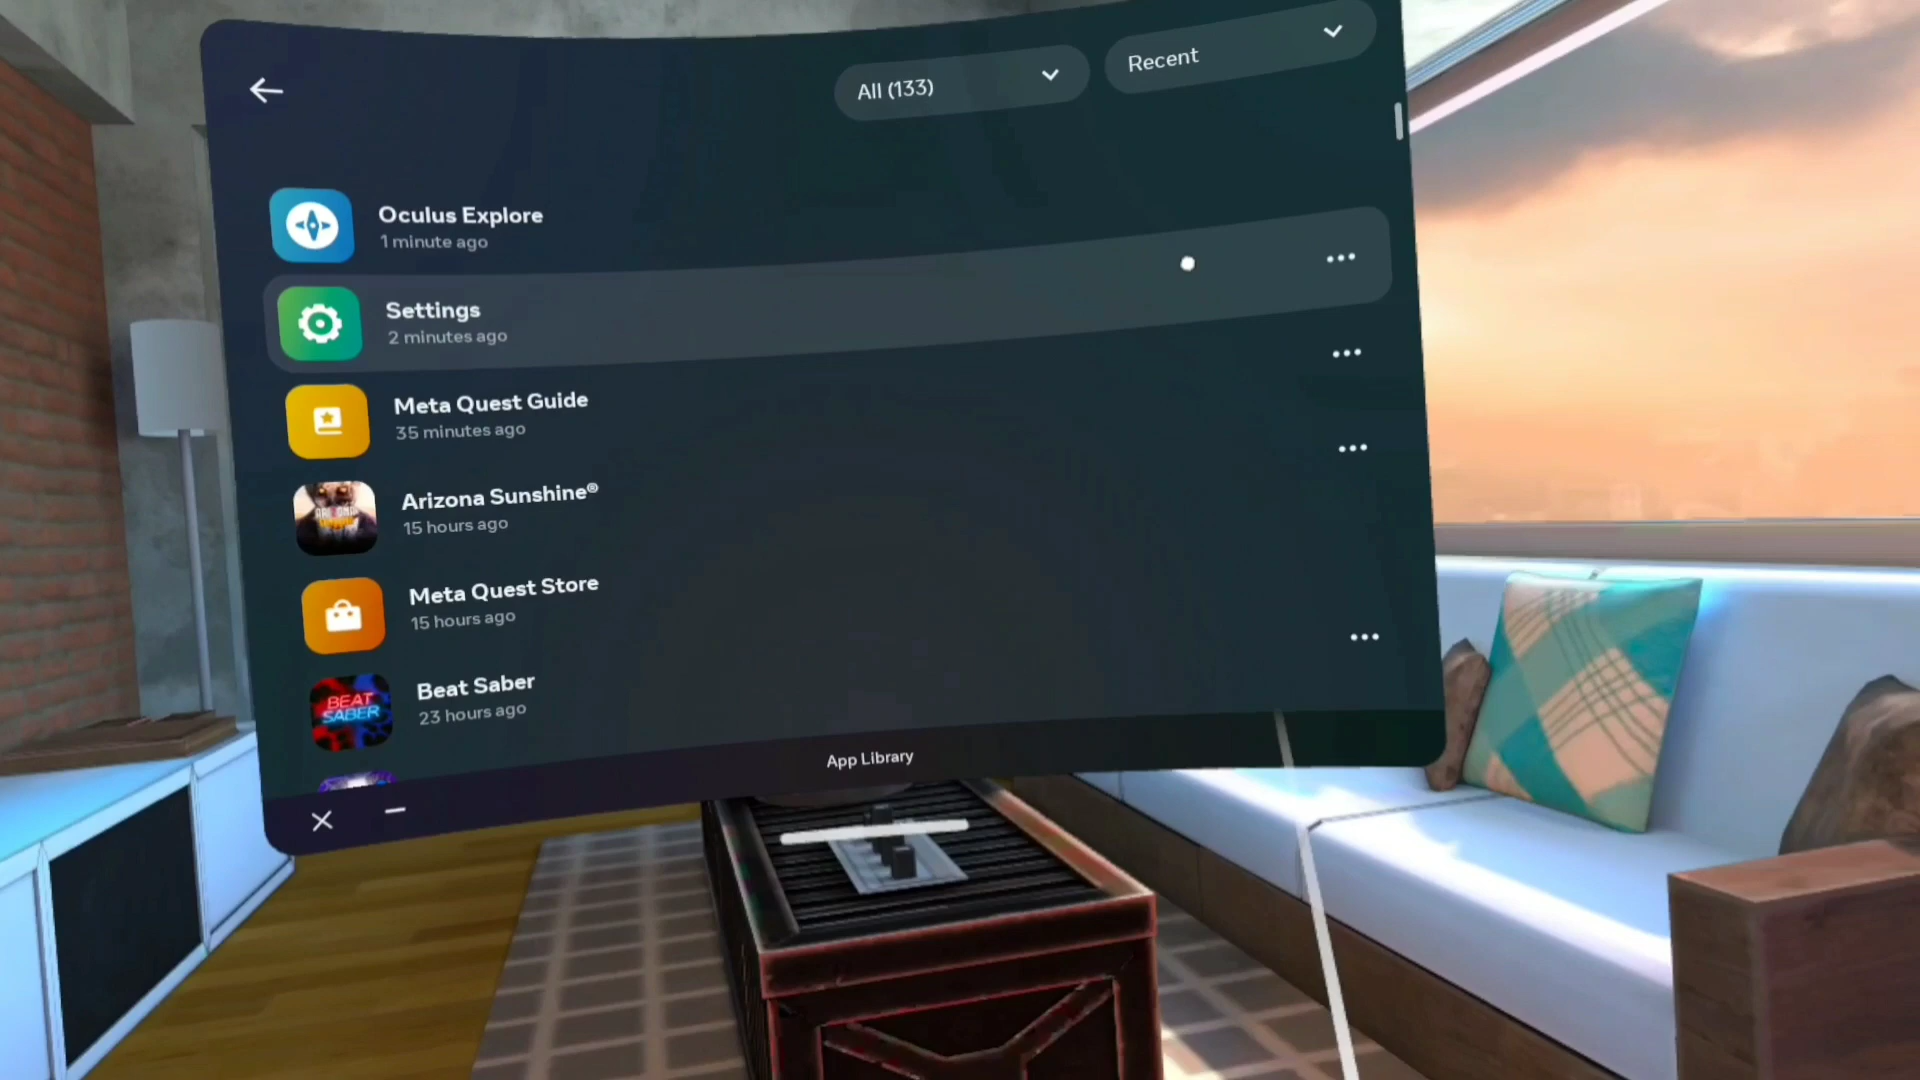 All (133)
Recent
Oculus Explore
1 minute ago
Settings
2 minutes ago
Meta Quest Guide
35 minutes ago
Arizona Sunshine®
15 hours ago
Meta Quest Store
15 hours ago
BEAT
SABER
Beat Saber
23 hours ago
App Library